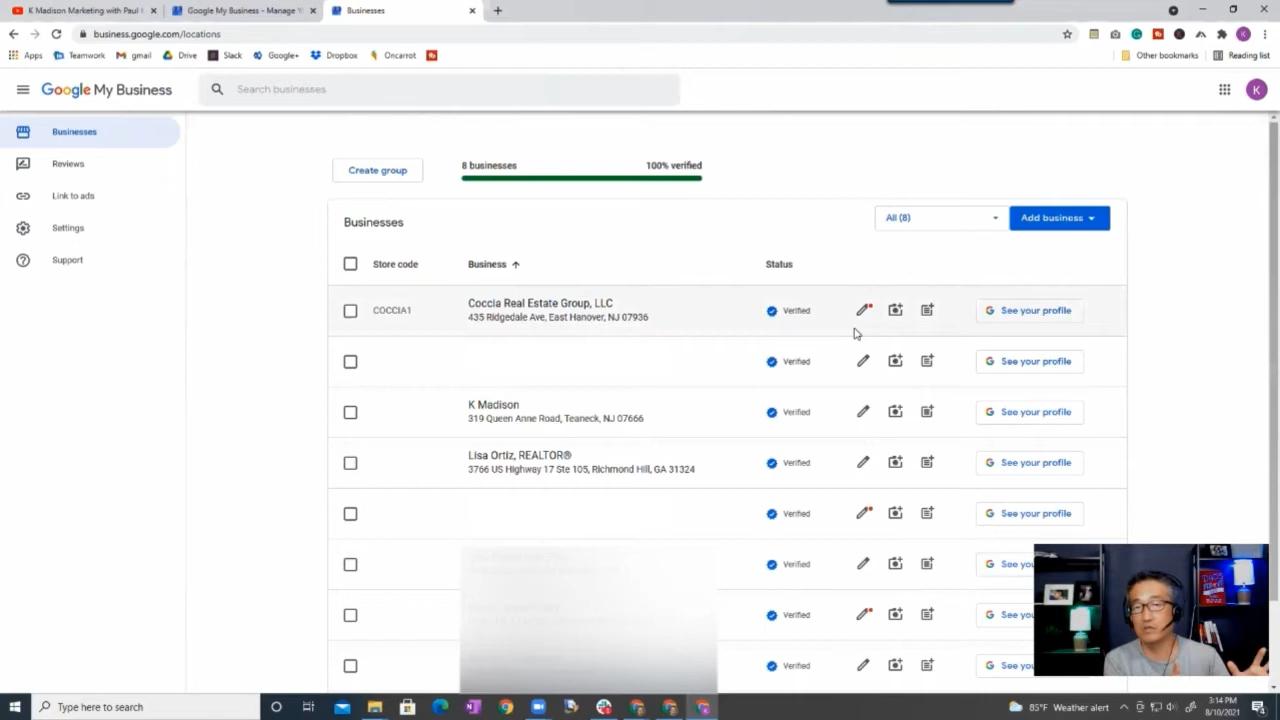 K Madison Marketing with Paul
Google My Business - Manage Y
Businesses
business.google.com/locations
Apps
Teamwork
gmail
Drive
Slack
Google+
Dropbox
Oncarrot
Other bookmarks
Reading list
Google My Business
Search businesses
K
Businesses
Reviews
Link to ads
Settings
Support
Create group
8 businesses
100% verified
Businesses
All (8)
Add business
Store code
Business
Status
COCCIA1
Coccia Real Estate Group, LLC
435 Ridgedale Ave, East Hanover, NJ 07936
Verified
G See your profile
Verified
G See your profile
K Madison
319 Queen Anne Road, Teaneck, NJ 07666
Verified
G See your profile
Lisa Ortiz, REALTOR®
3766 US Highway 17 Ste 105, Richmond Hill, GA 31324
Verified
G See your profile
Verified
G See your profile
Verified
G See you
Verified
G See you
Verified
G See you
Type here to search
85°F Weather alert
3:14 PM
8/10/2021